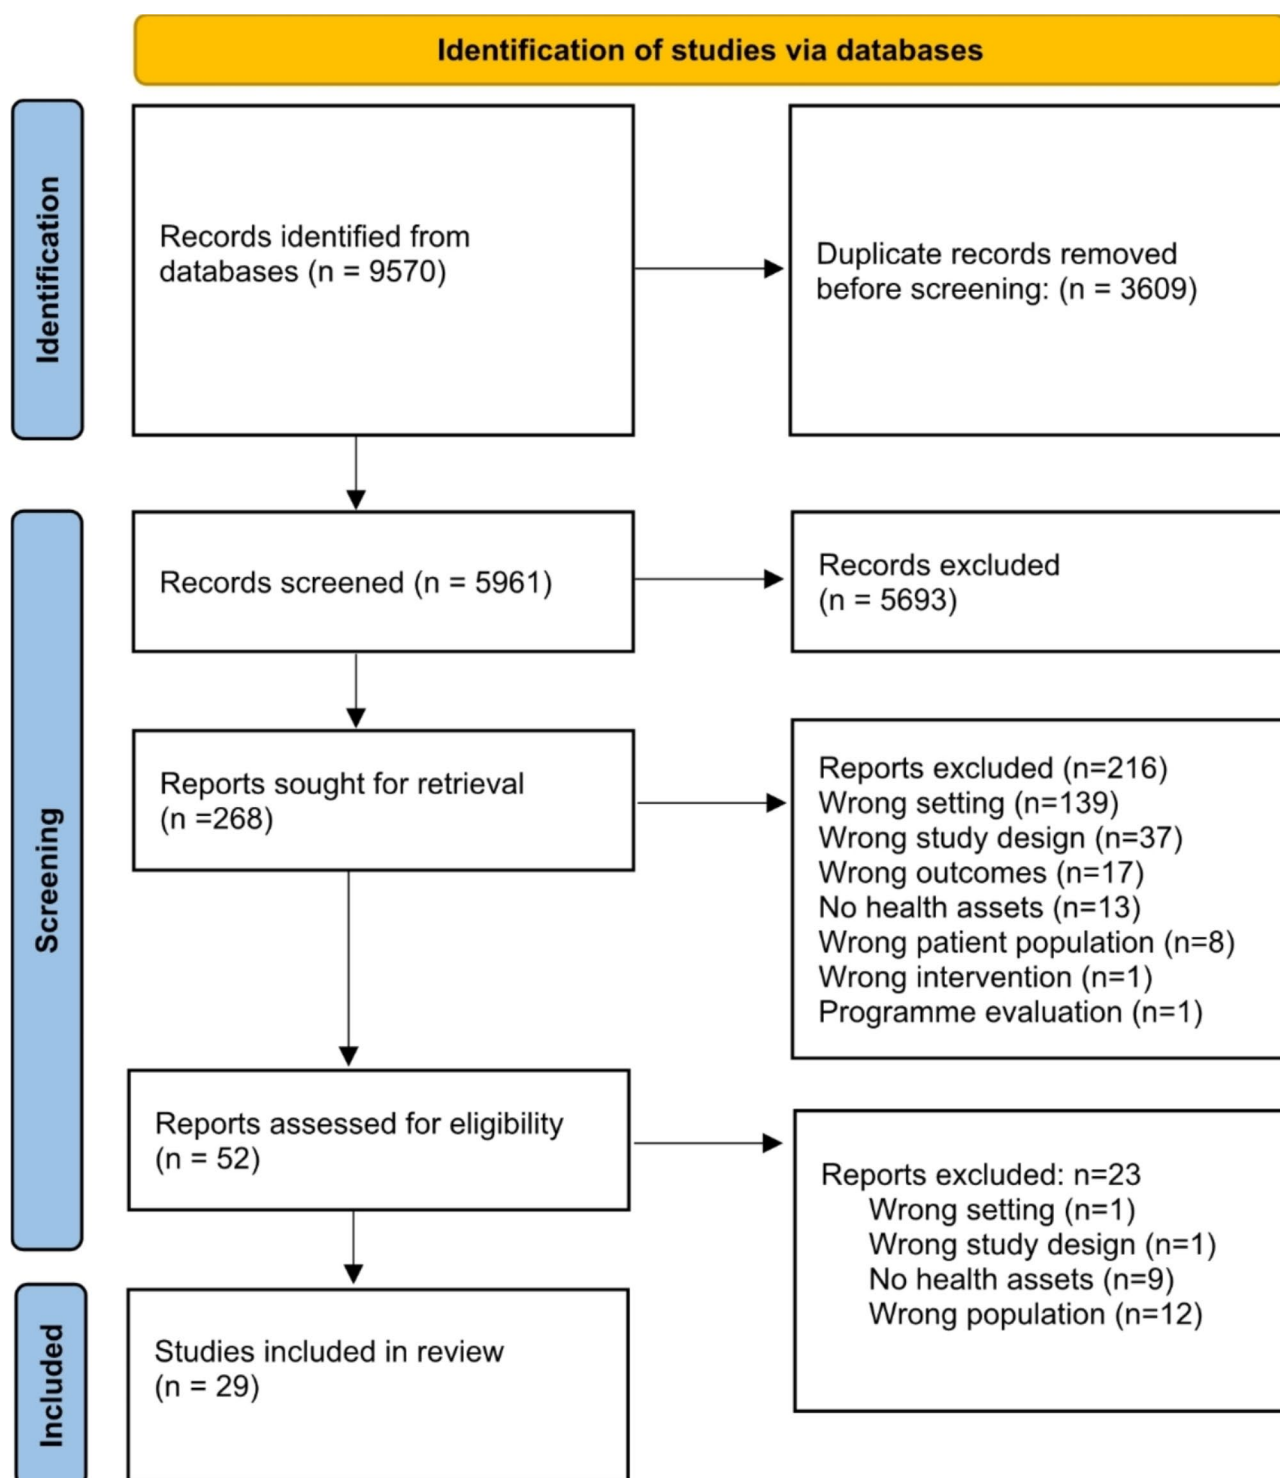 Identification of studies via databases
Identification
Records identified from
databases (n = 9570)
Duplicate records removed
before screening: (n = 3609)
Screening
Records screened (n = 5961)
Records excluded
(n = 5693)
Reports sought for retrieval
(n =268)
Reports excluded (n=216)
Wrong setting (n=139)
Wrong study design (n=37)
Wrong outcomes (n=17)
No health assets (n=13)
Wrong patient population (n=8)
Wrong intervention (n=1)
Programme evaluation (n=1)
Reports assessed for eligibility
(n = 52)
Reports excluded: n=23
Wrong setting (n=1)
Wrong study design (n=1)
No health assets (n=9)
Wrong population (n=12)
Included
Studies included in review
(n = 29)